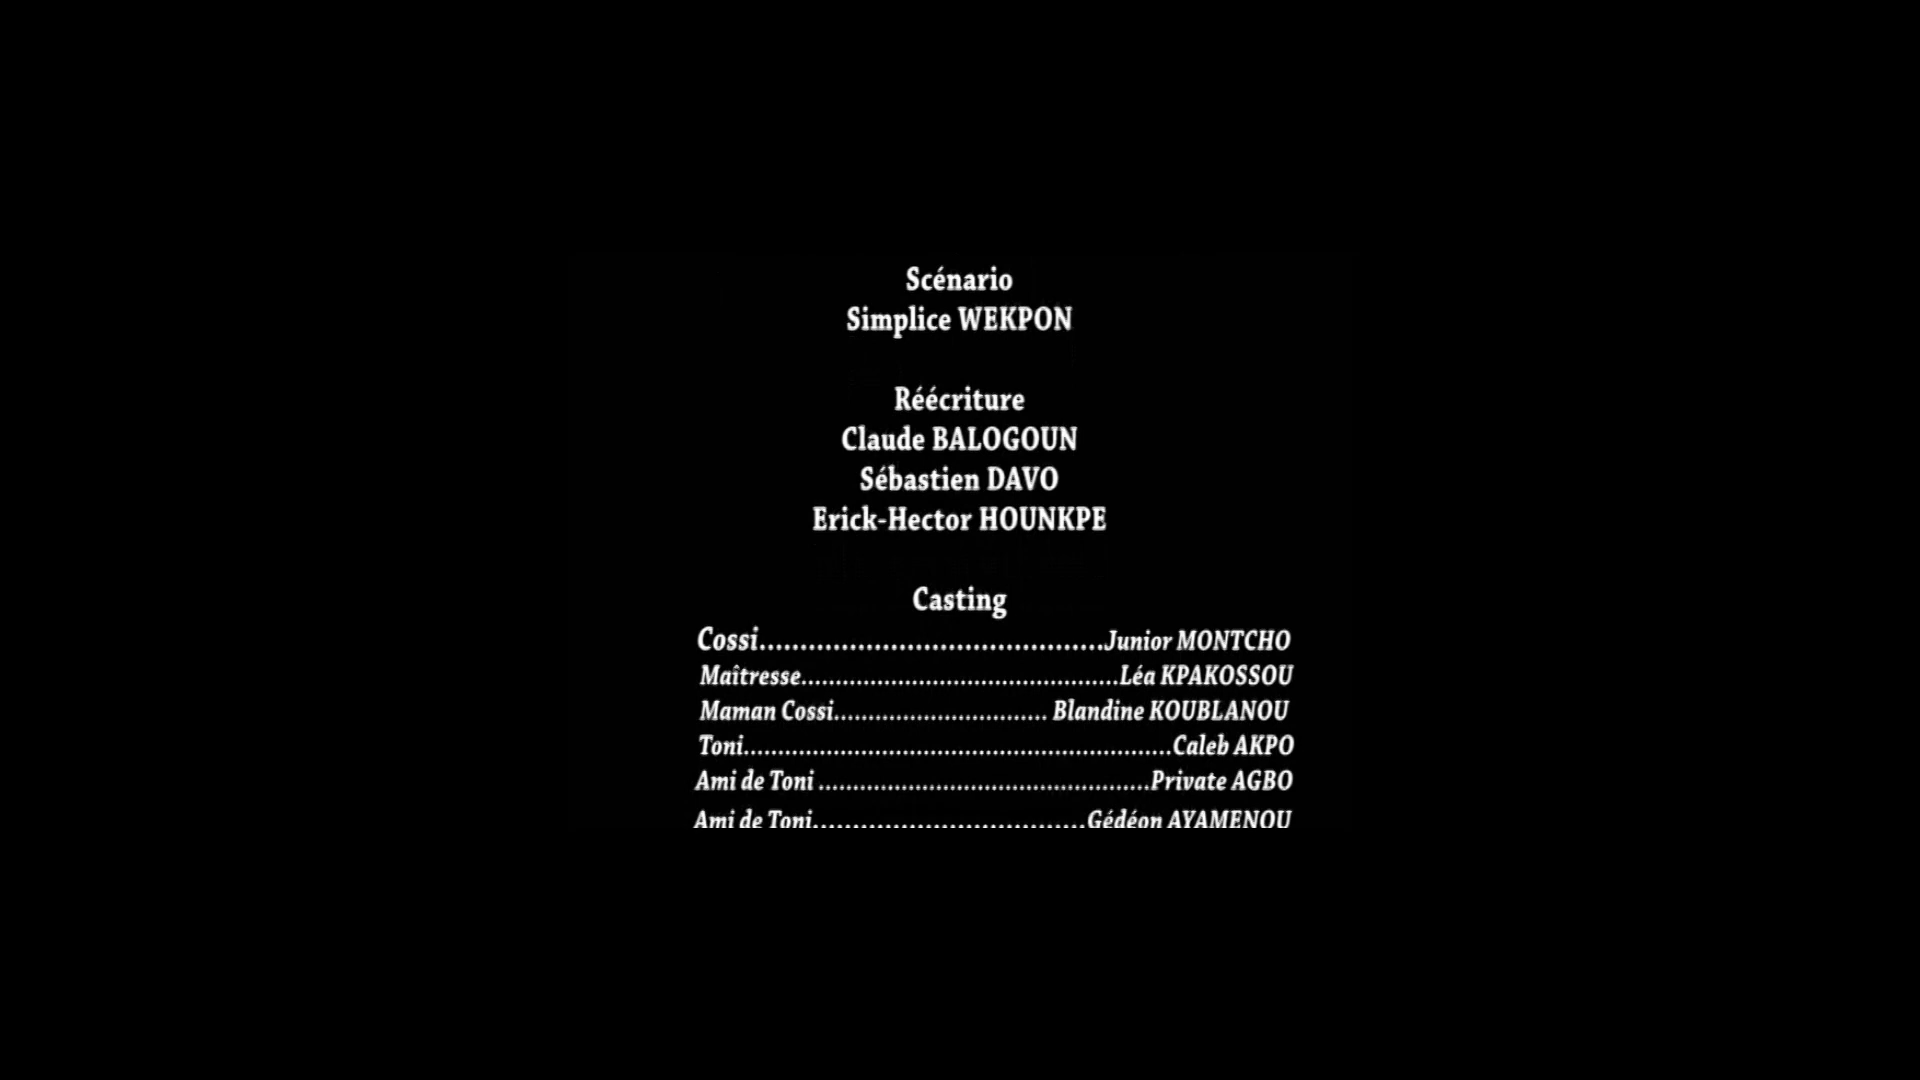 Scénario
Simplice WEKPON
Réécriture
Claude BALOGOUN
Sébastien DAVO
Erick-Hector HOUNKPE
Casting
Cossi..........................................Junior MONTCHO
Maîtresse..............................................Léa KPAKOSSOU
Maman Cossi............................... Blandine KOUBLANOU
Toni..............................................................Caleb AKPO
Ami de Toni ................................................Private AGBO
Ami de Toni..................................Gédéon AYAMENOU